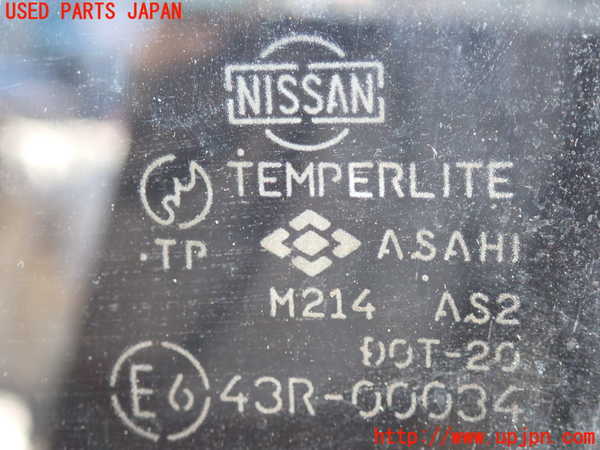 USED PARTS JAPAN
NISSAN
TEMPERLITE
TP ASAHI
M214 AS2
DOT-20
E6 43R-00034
http://www.upjpn.com